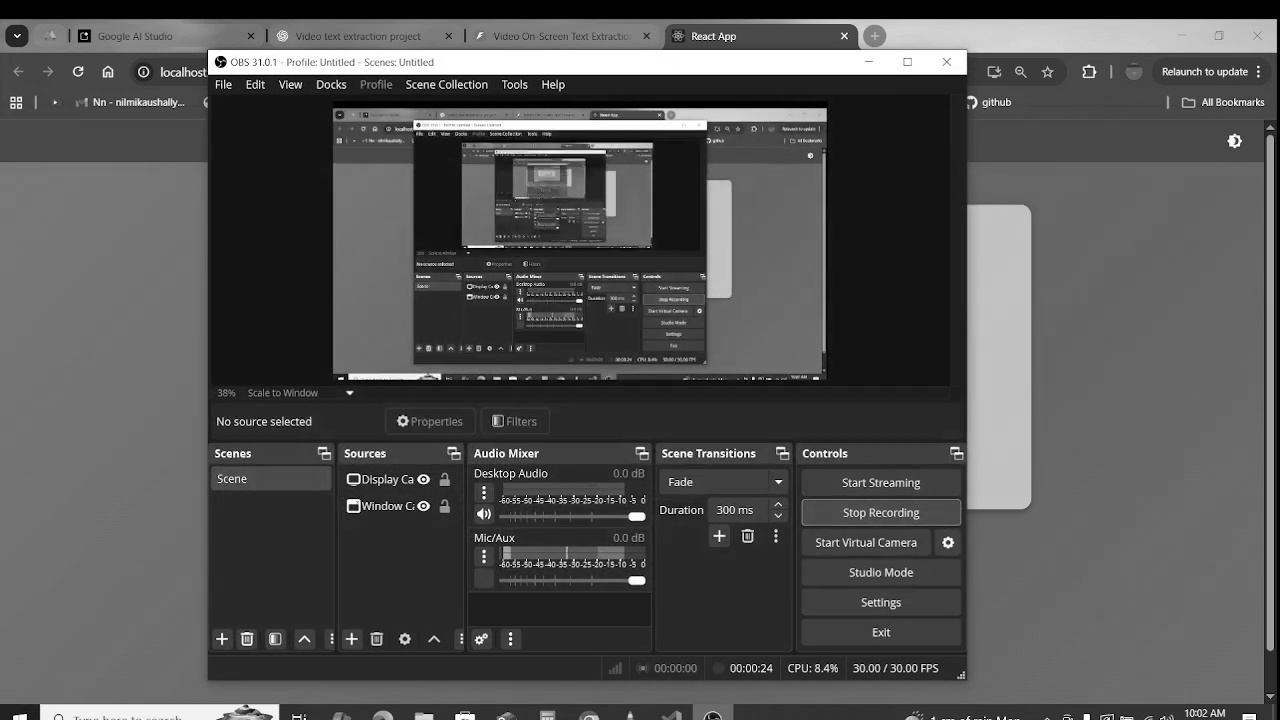 Google AI Studio
Video text extraction project
Video On-Screen Text Extraction
React App
OBS 31.0.1 - Profile: Untitled - Scenes: Untitled
localhost
Relaunch to update
File Edit View Docks Profile Scene Collection Tools Help
Nn - nilmikaushally...
github
All Bookmarks
38% Scale to Window
No source selected
Properties
Filters
Scenes
Sources
Audio Mixer
Scene Transitions
Controls
Scene
Display Ca
Window Ca
Desktop Audio 0.0 dB
-60 -55 -50 -45 -40 -35 -30 -25 -20 -15 -10 -5 0
Mic/Aux 0.0 dB
-60 -55 -50 -45 -40 -35 -30 -25 -20 -15 -10 -5 0
Fade
Duration 300 ms
Start Streaming
Stop Recording
Start Virtual Camera
Studio Mode
Settings
Exit
00:00:00
00:00:24
CPU: 8.4%
30.00 / 30.00 FPS
Type here to search
10:02 AM